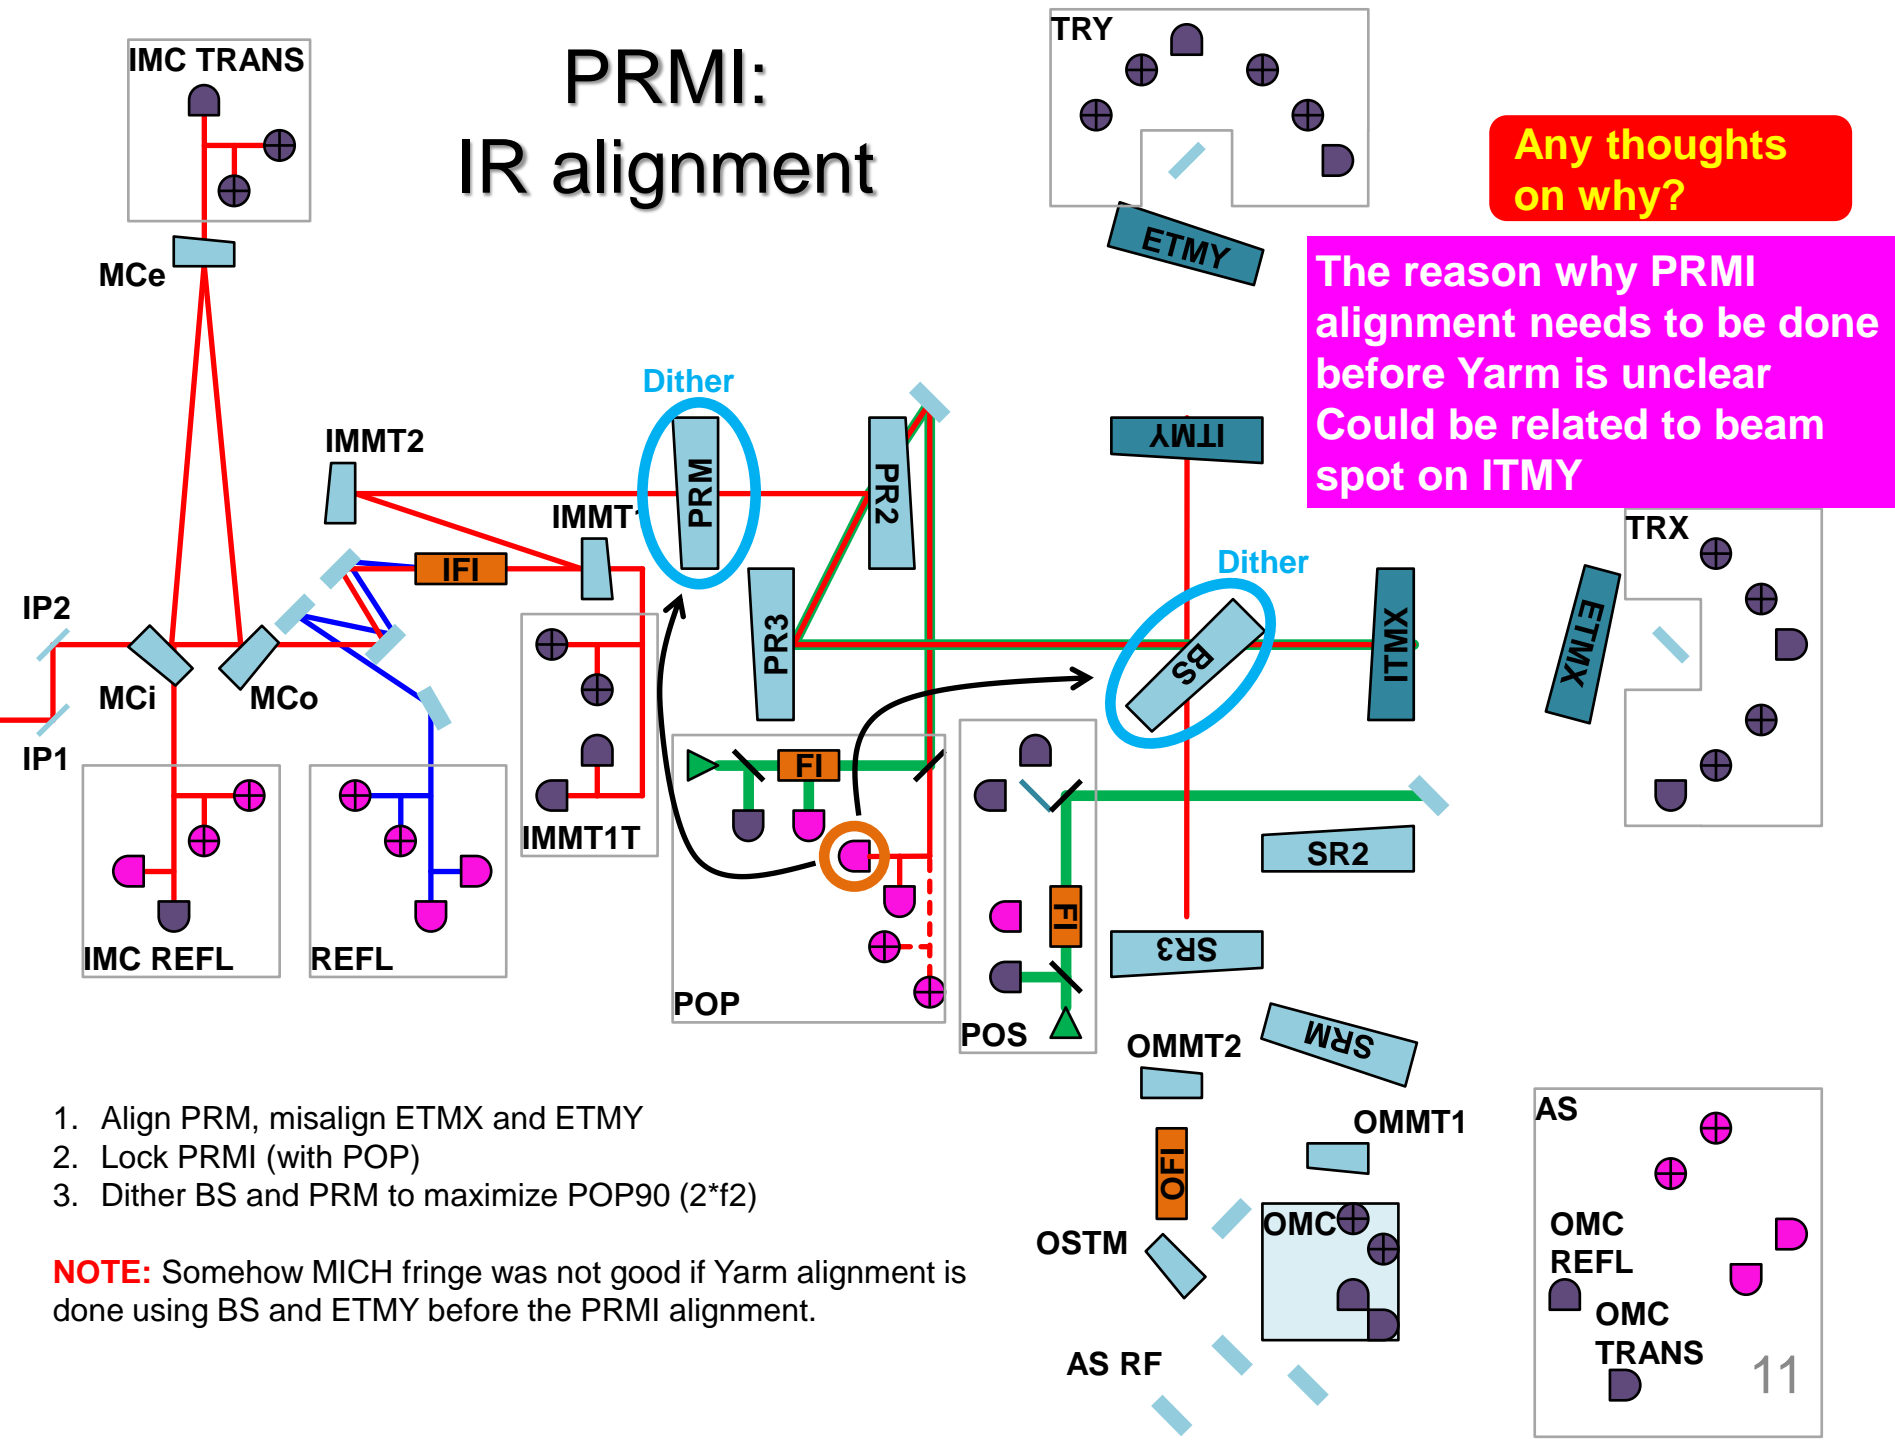 PRMI:
IR alignment
IMC TRANS
TRY
Any thoughts
on why?
ETMY
MCe
The reason why PRMI
alignment needs to be done
before Yarm is unclear
Could be related to beam
spot on ITMY
Dither
IMMT2
PRM
PR2
ITMY
IMMT1
TRX
Dither
IFI
IP2
PR3
BS
ITMX
ETMX
MCi
MCo
IP1
FI
IMMT1T
SR2
FI
IMC REFL
REFL
SR3
POP
POS
SRM
OMMT2
1. Align PRM, misalign ETMX and ETMY
2. Lock PRMI (with POP)
3. Dither BS and PRM to maximize POP90 (2*f2)
AS
OMMT1
OFI
OMC
OSTM
OMC
REFL
NOTE: Somehow MICH fringe was not good if Yarm alignment is
done using BS and ETMY before the PRMI alignment.
OMC
TRANS
AS RF
11